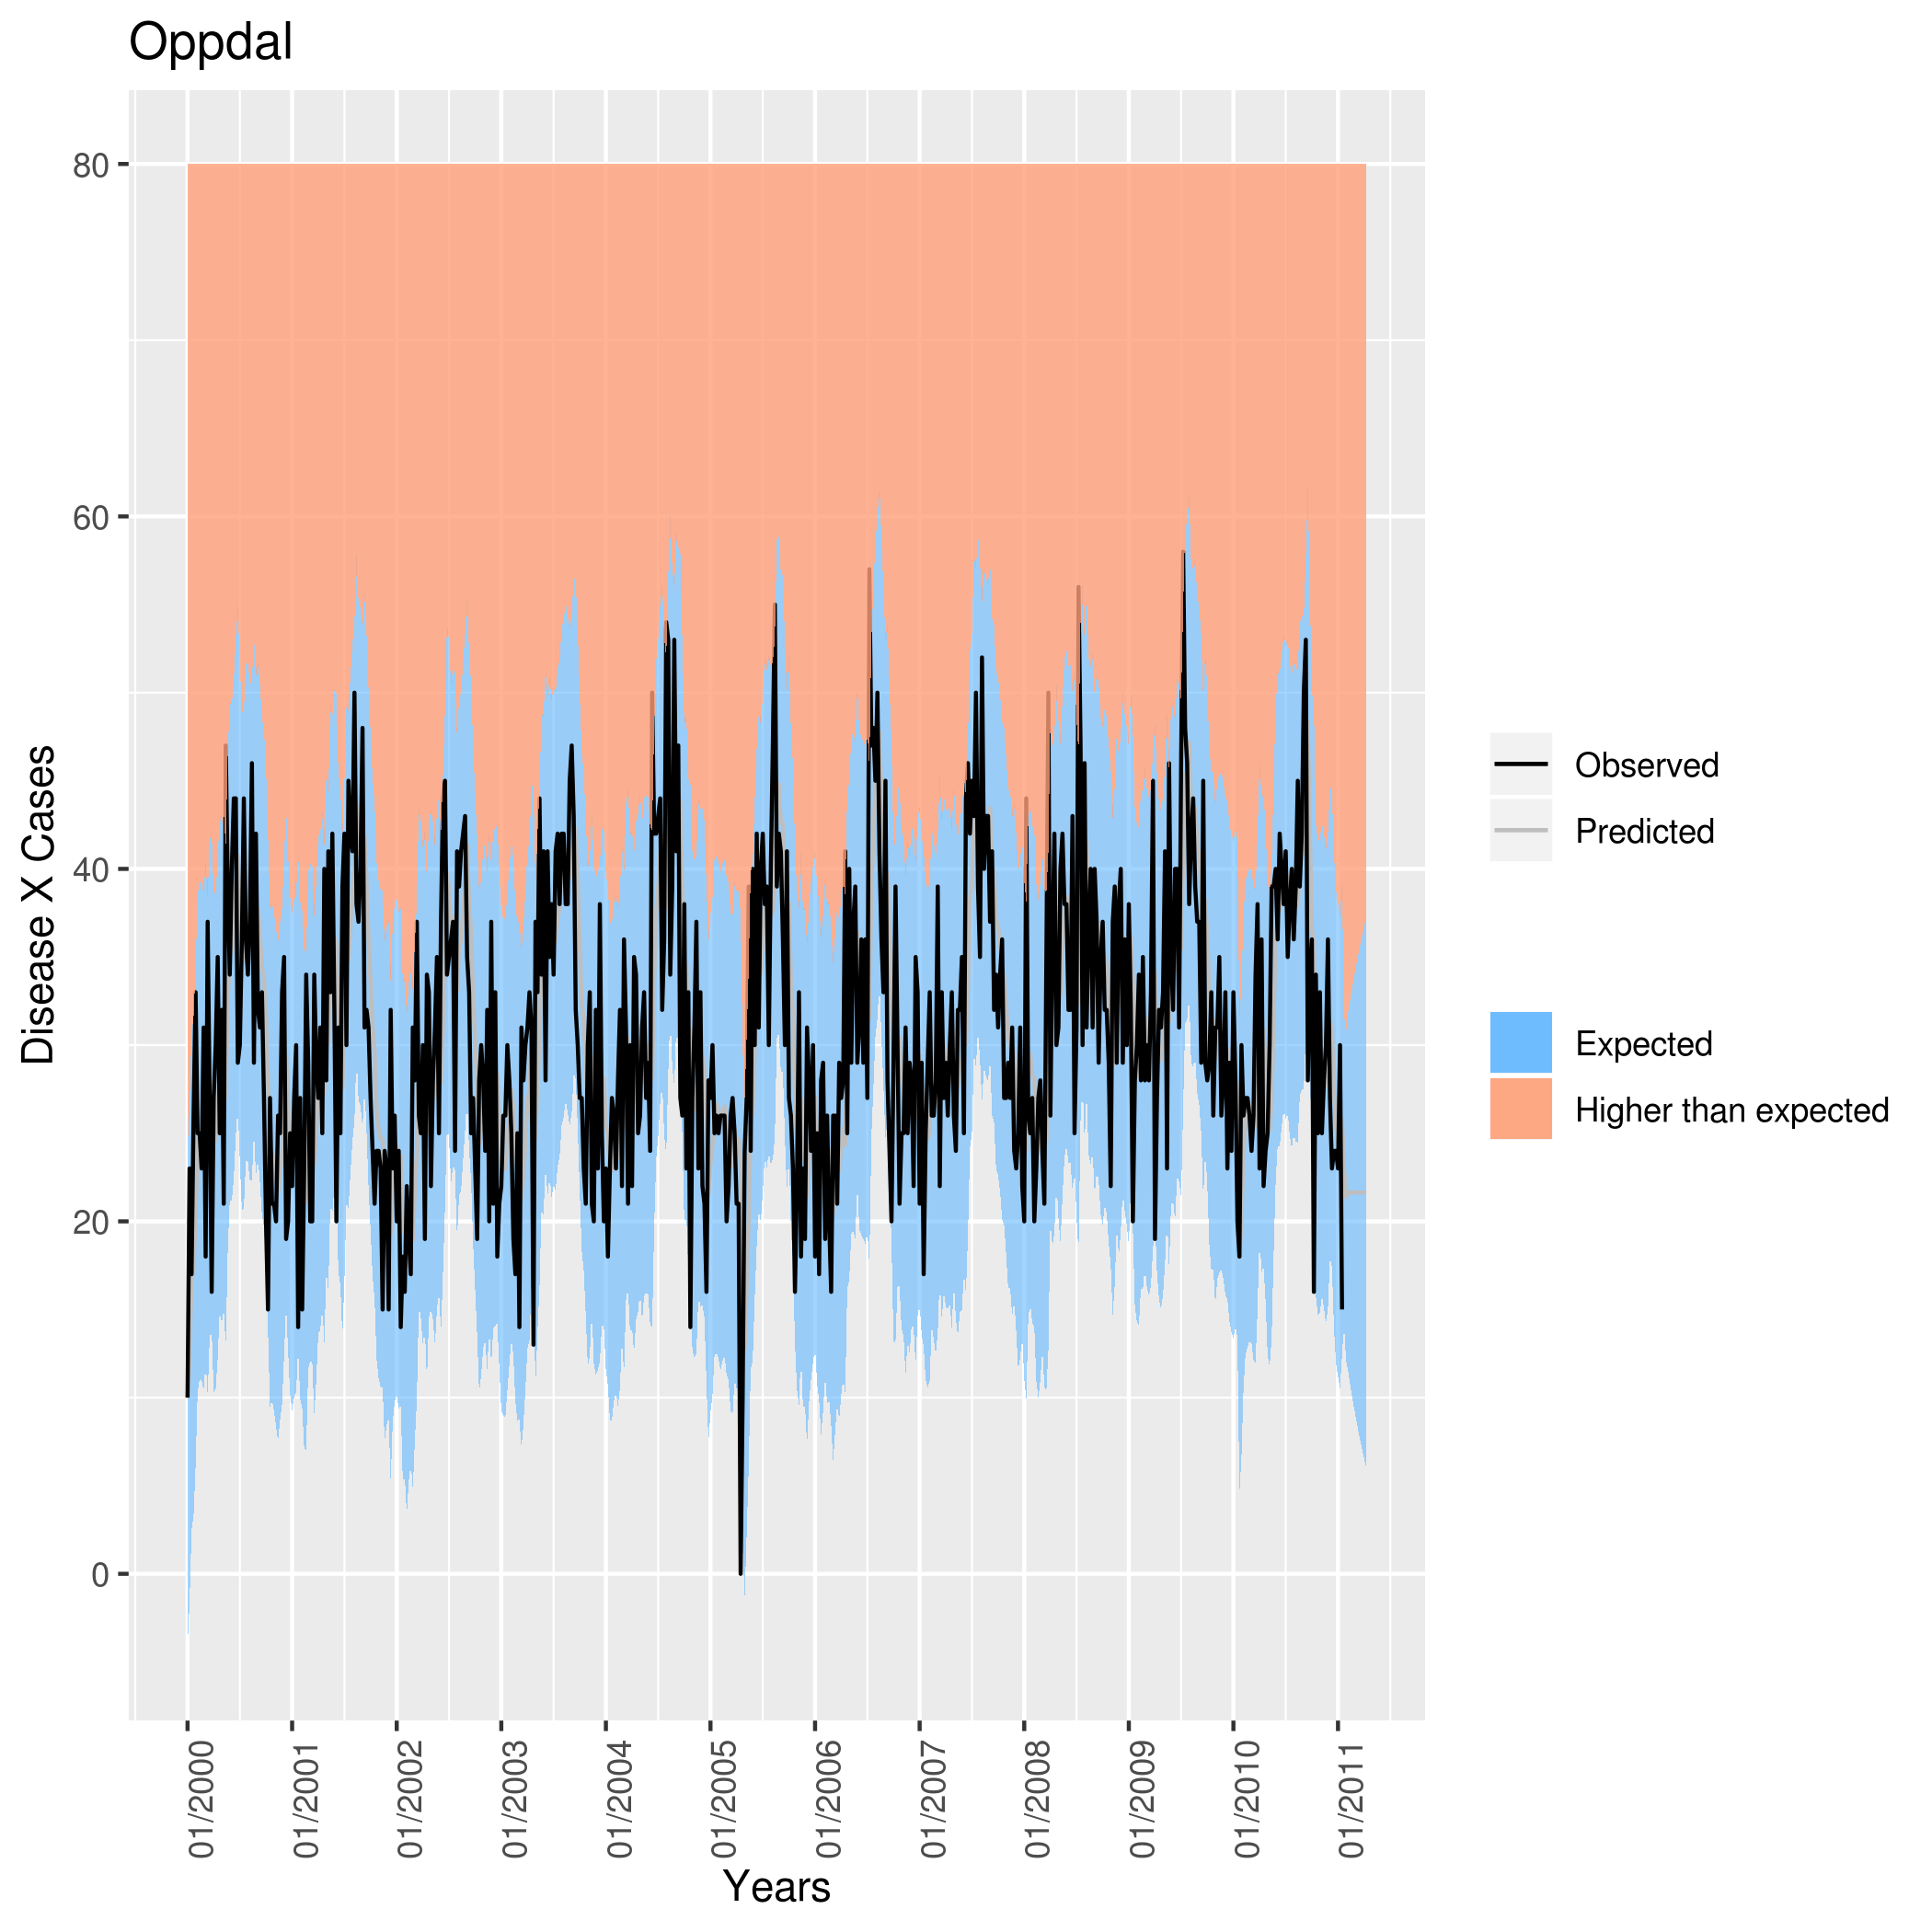 Oppdal
80
60
40
20
0
Disease X Cases
01/2000
01/2001
01/2002
01/2003
01/2004
01/2005
01/2006
01/2007
01/2008
01/2009
01/2010
01/2011
Years
Observed
Predicted
Expected
Higher than expected